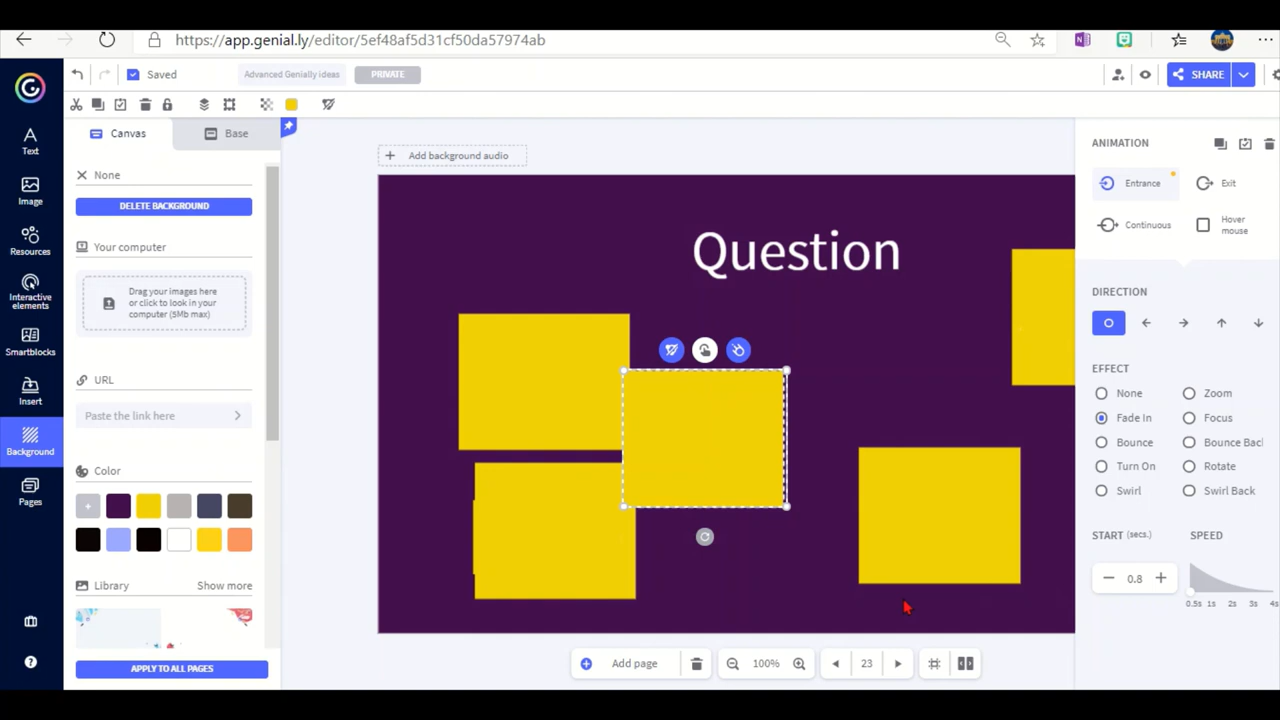 https://app.genial.ly/editor/5ef48af5d31cf50da57974ab
Saved
Advanced Genially ideas
PRIVATE
SHARE
Canvas
Base
Text
Image
Resources
Interactive
elements
Smartblocks
Insert
Background
Pages
None
DELETE BACKGROUND
Your computer
Drag your images here
or click to look in your
computer (5Mb max)
URL
Paste the link here
Color
Library
Show more
APPLY TO ALL PAGES
Add background audio
Question
Add page
100%
23
ANIMATION
Entrance
Exit
Continuous
Hover
mouse
DIRECTION
EFFECT
None
Zoom
Fade In
Focus
Bounce
Bounce Bac
Turn On
Rotate
Swirl
Swirl Back
START (secs.)
SPEED
0.8
0.5s 1s 2s 3s 4s